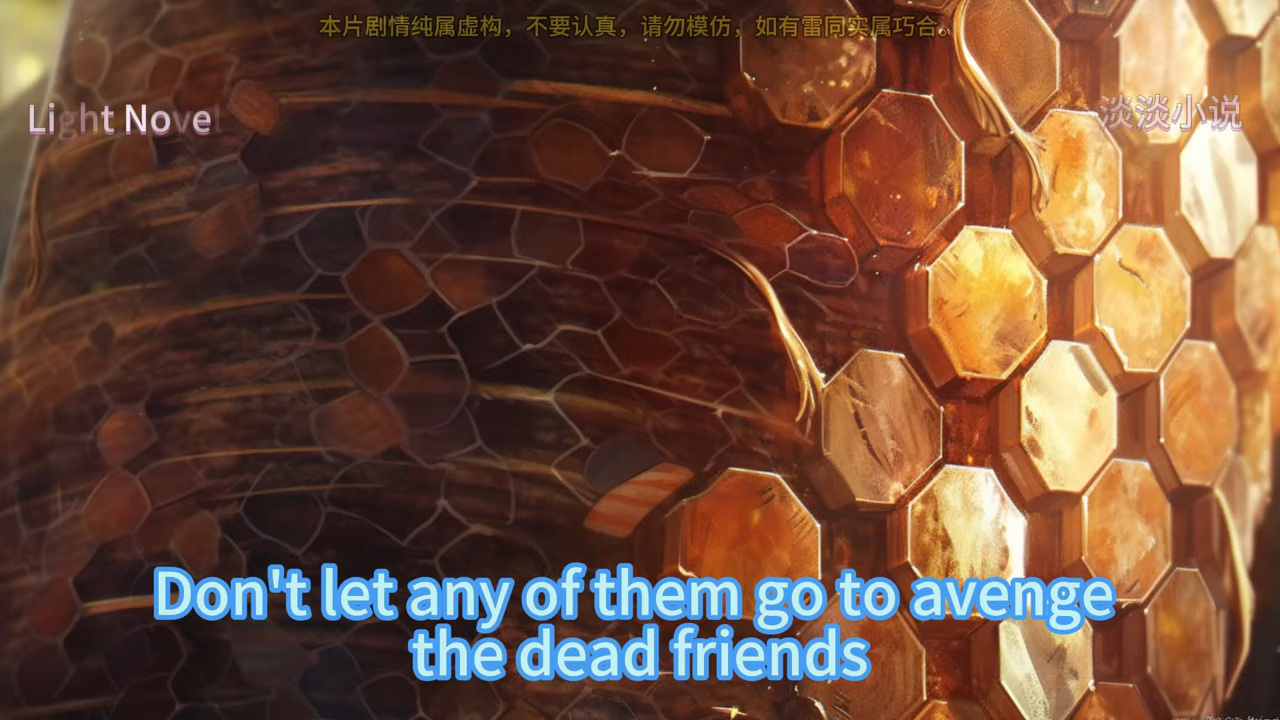 本片剧情纯属虚构，不要认真，请勿模仿，如有雷同实属巧合。
Light Novel
淡淡小说
Don't let any of them go to avenge
the dead friends